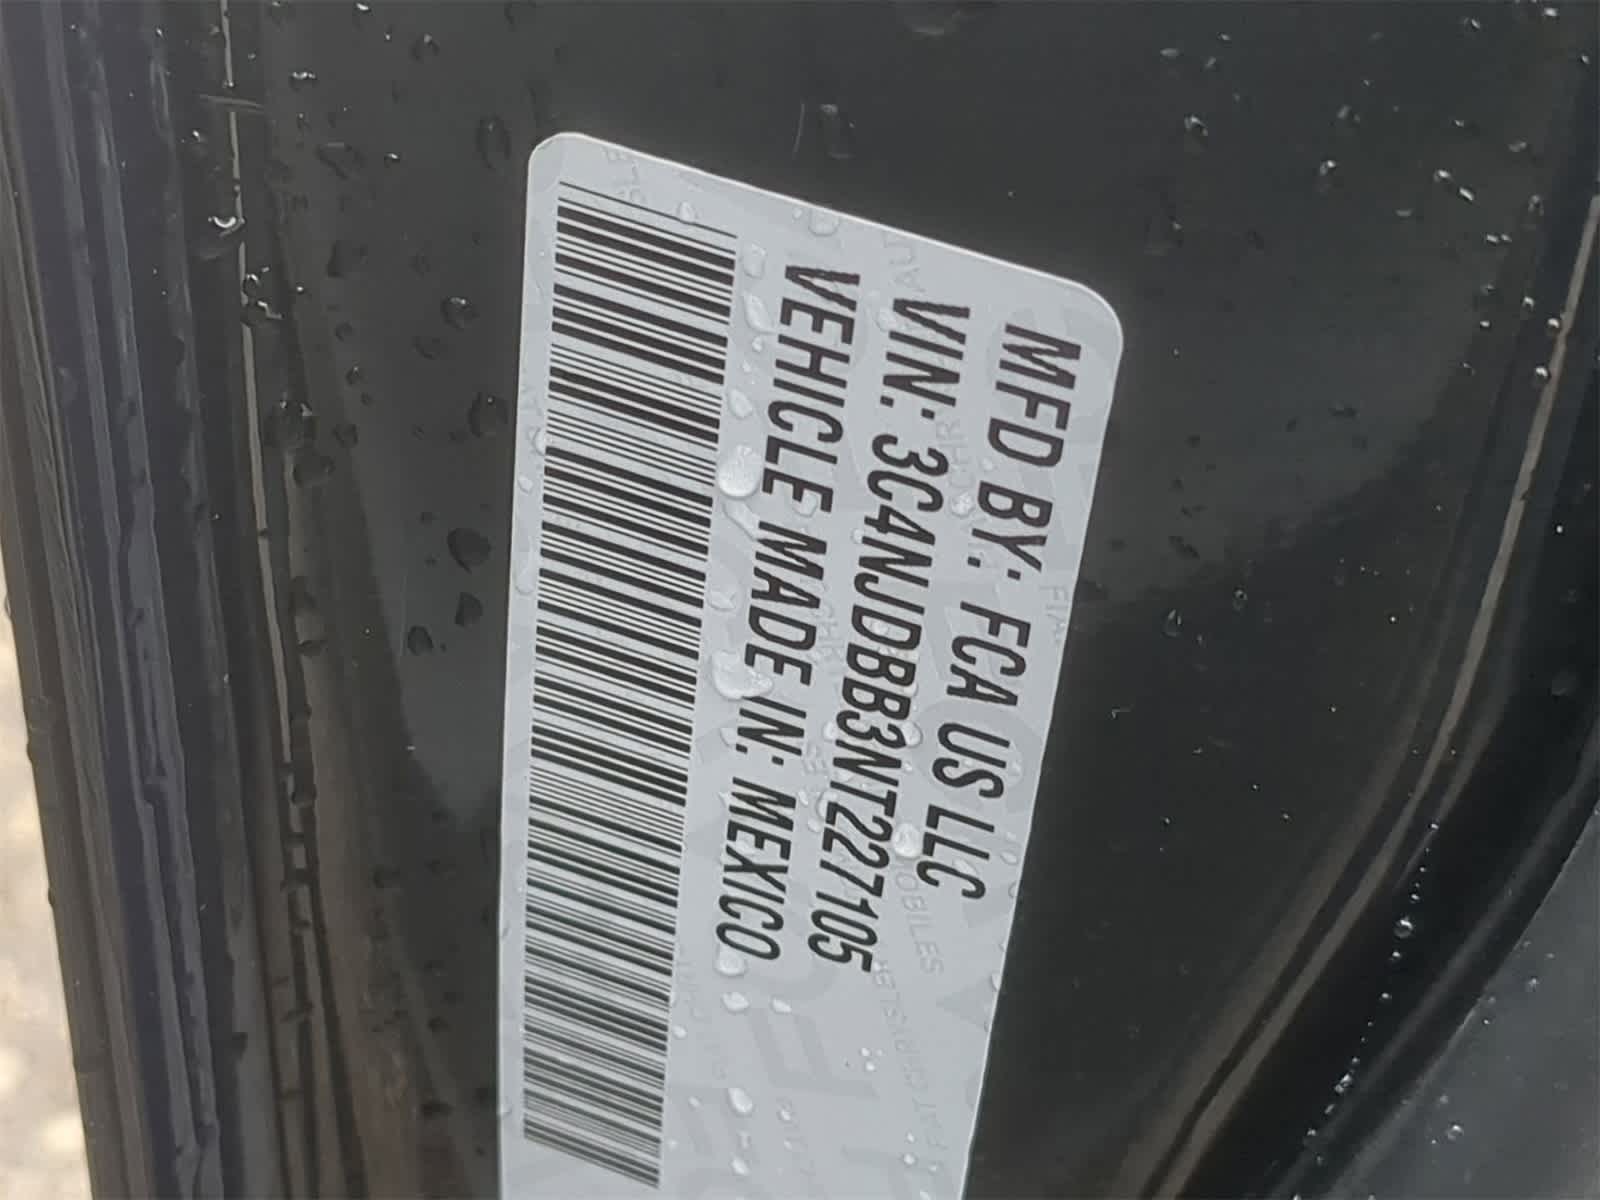 MFD BY: FCA US LLC
VIN: 3C4NJDBB3NT227105
VEHICLE MADE IN: MEXICO